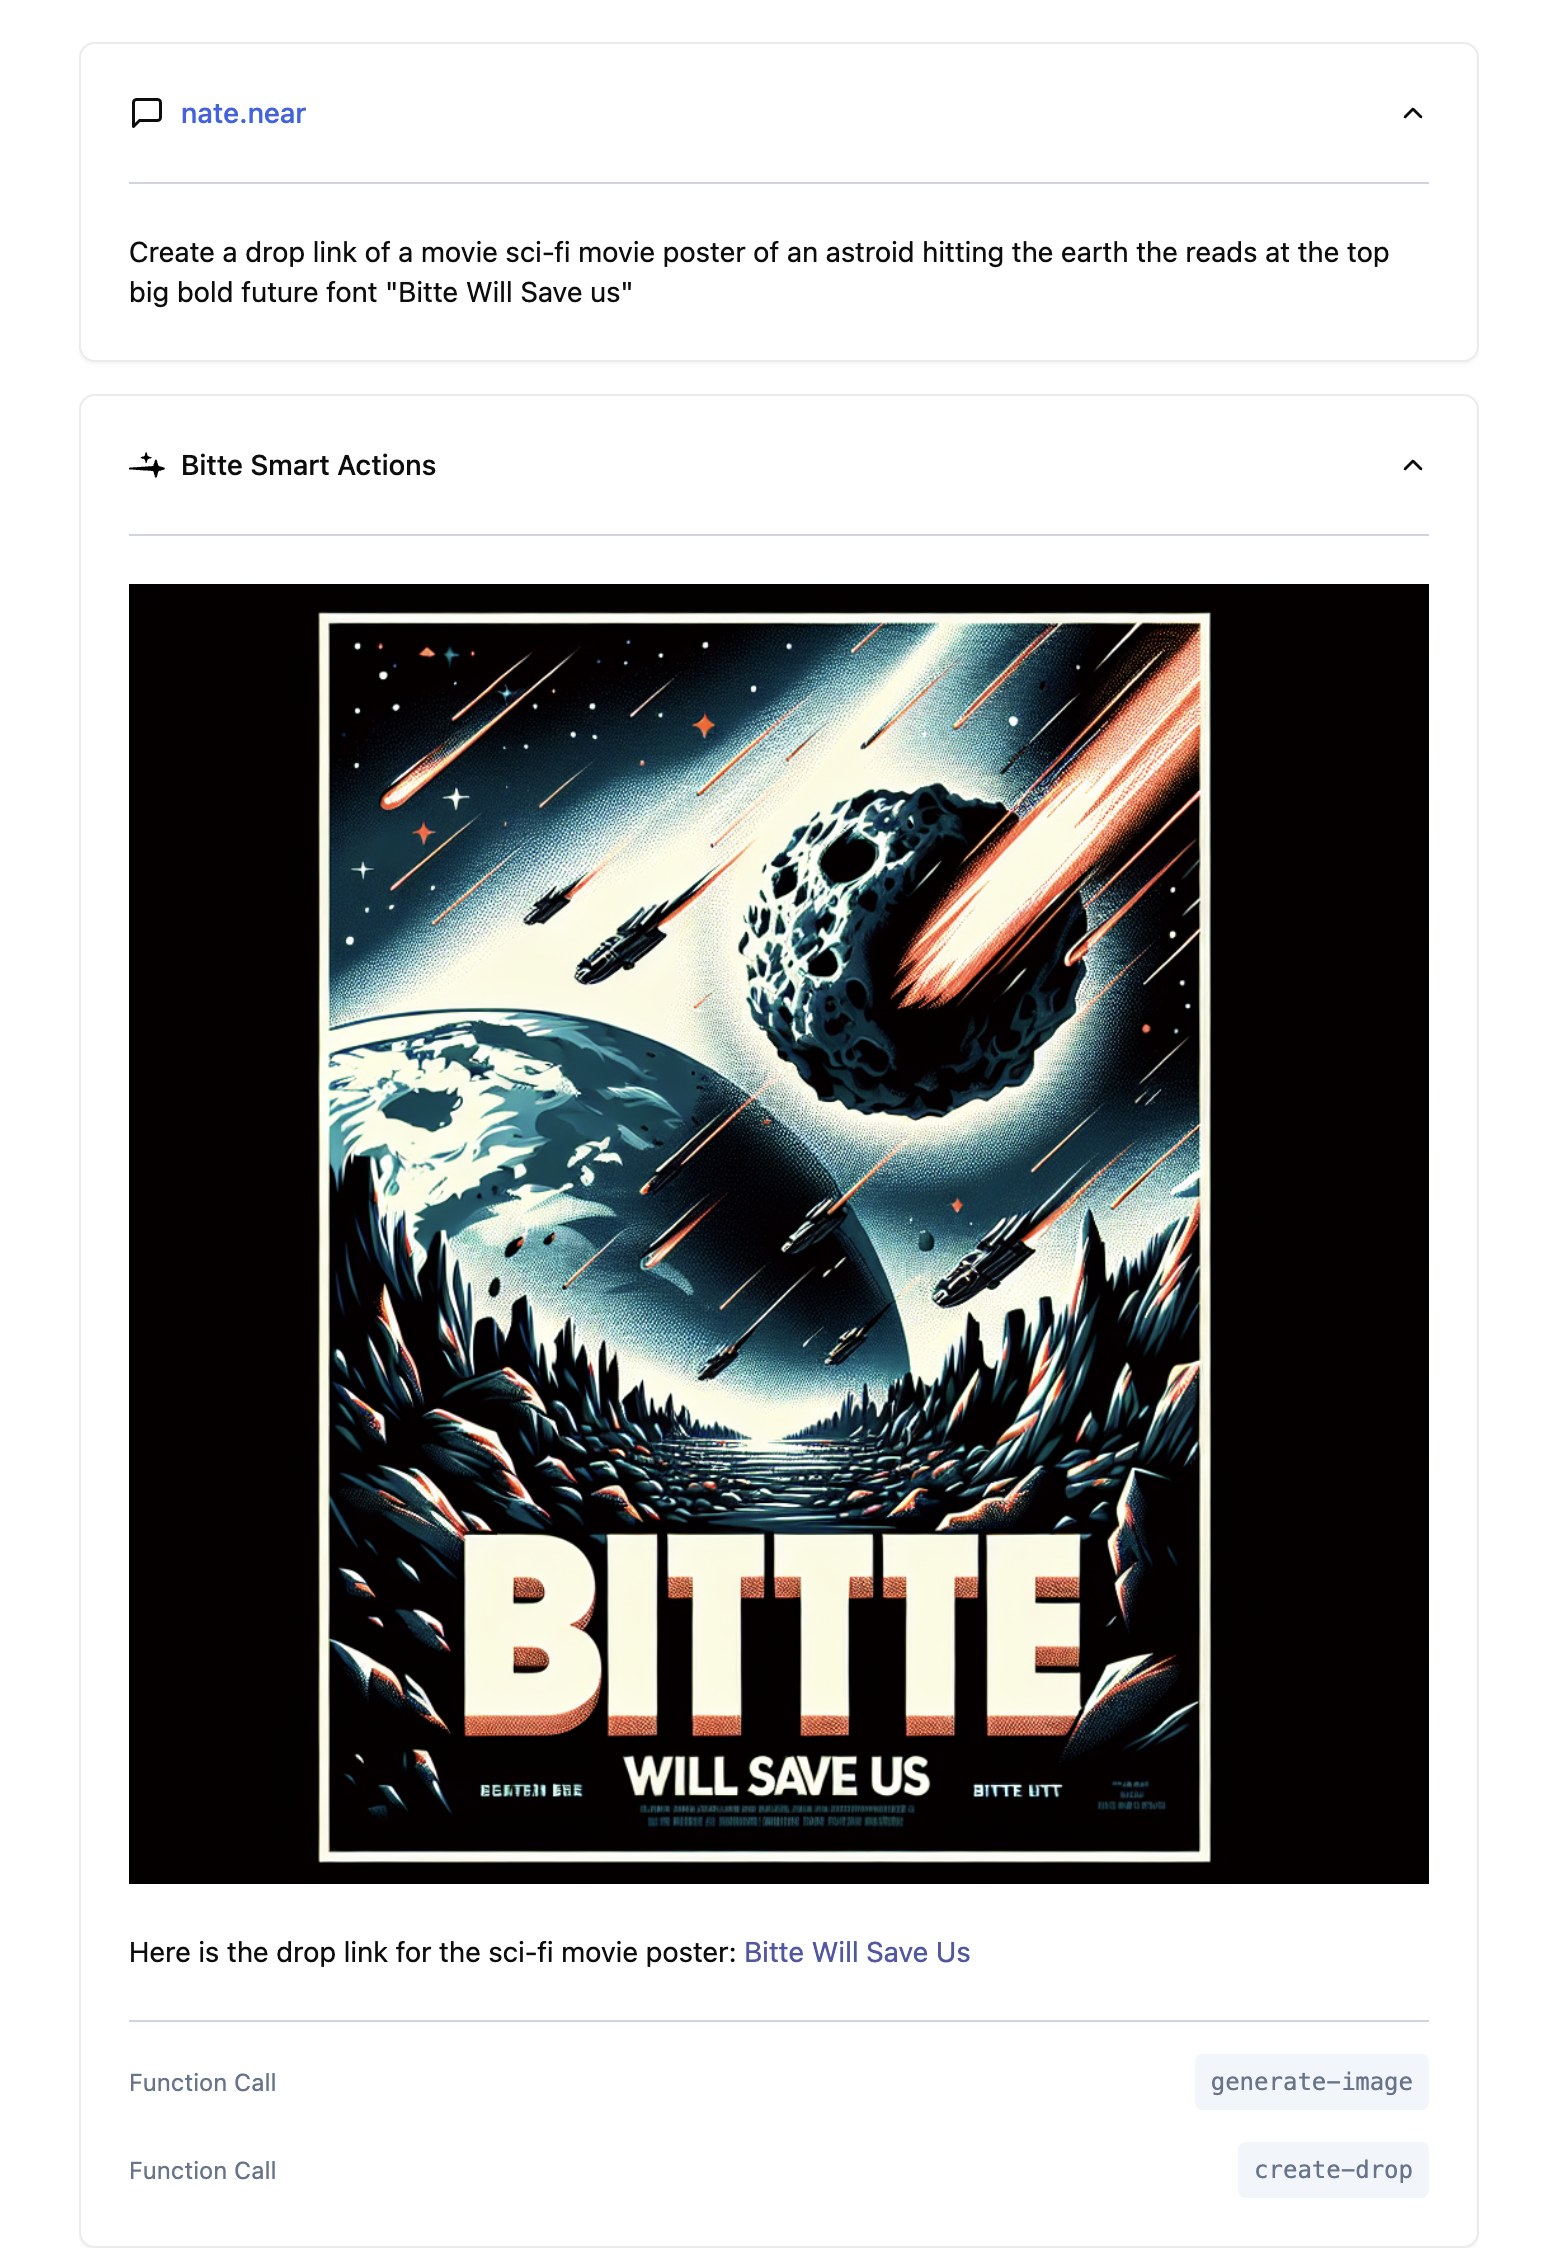 nate.near
Create a drop link of a movie sci-fi movie poster of an astroid hitting the earth the reads at the top
big bold future font "Bitte Will Save us"
Bitte Smart Actions
BITTTE
WILL SAVE US
BITTE UTT
Here is the drop link for the sci-fi movie poster: Bitte Will Save Us
Function Call generate-image
Function Call create-drop